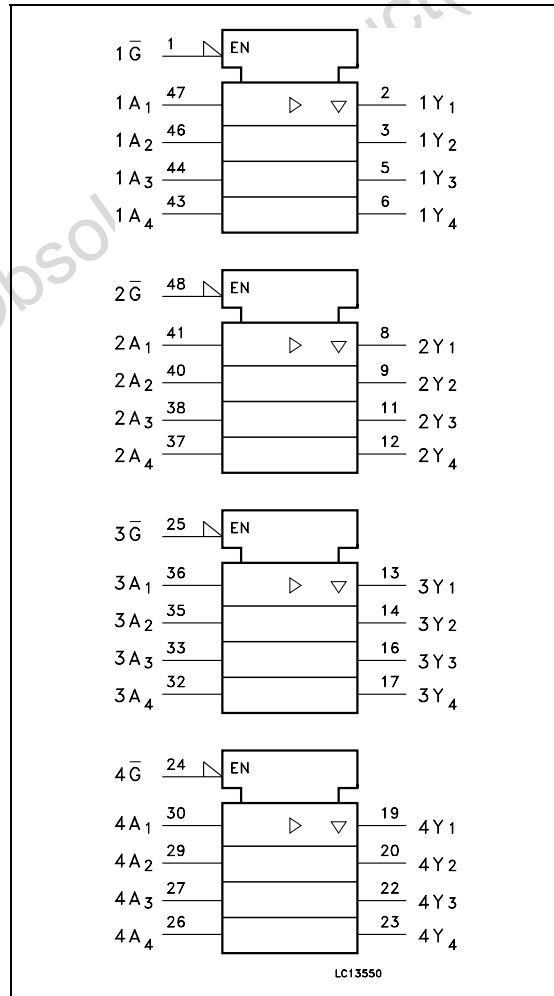 1G̅ 1 EN
1A1 47 2 1Y1
1A2 46 3 1Y2
1A3 44 5 1Y3
1A4 43 6 1Y4
2G̅ 48 EN
2A1 41 8 2Y1
2A2 40 9 2Y2
2A3 38 11 2Y3
2A4 37 12 2Y4
3G̅ 25 EN
3A1 36 13 3Y1
3A2 35 14 3Y2
3A3 33 16 3Y3
3A4 32 17 3Y4
4G̅ 24 EN
4A1 30 19 4Y1
4A2 29 20 4Y2
4A3 27 22 4Y3
4A4 26 23 4Y4
LC13550